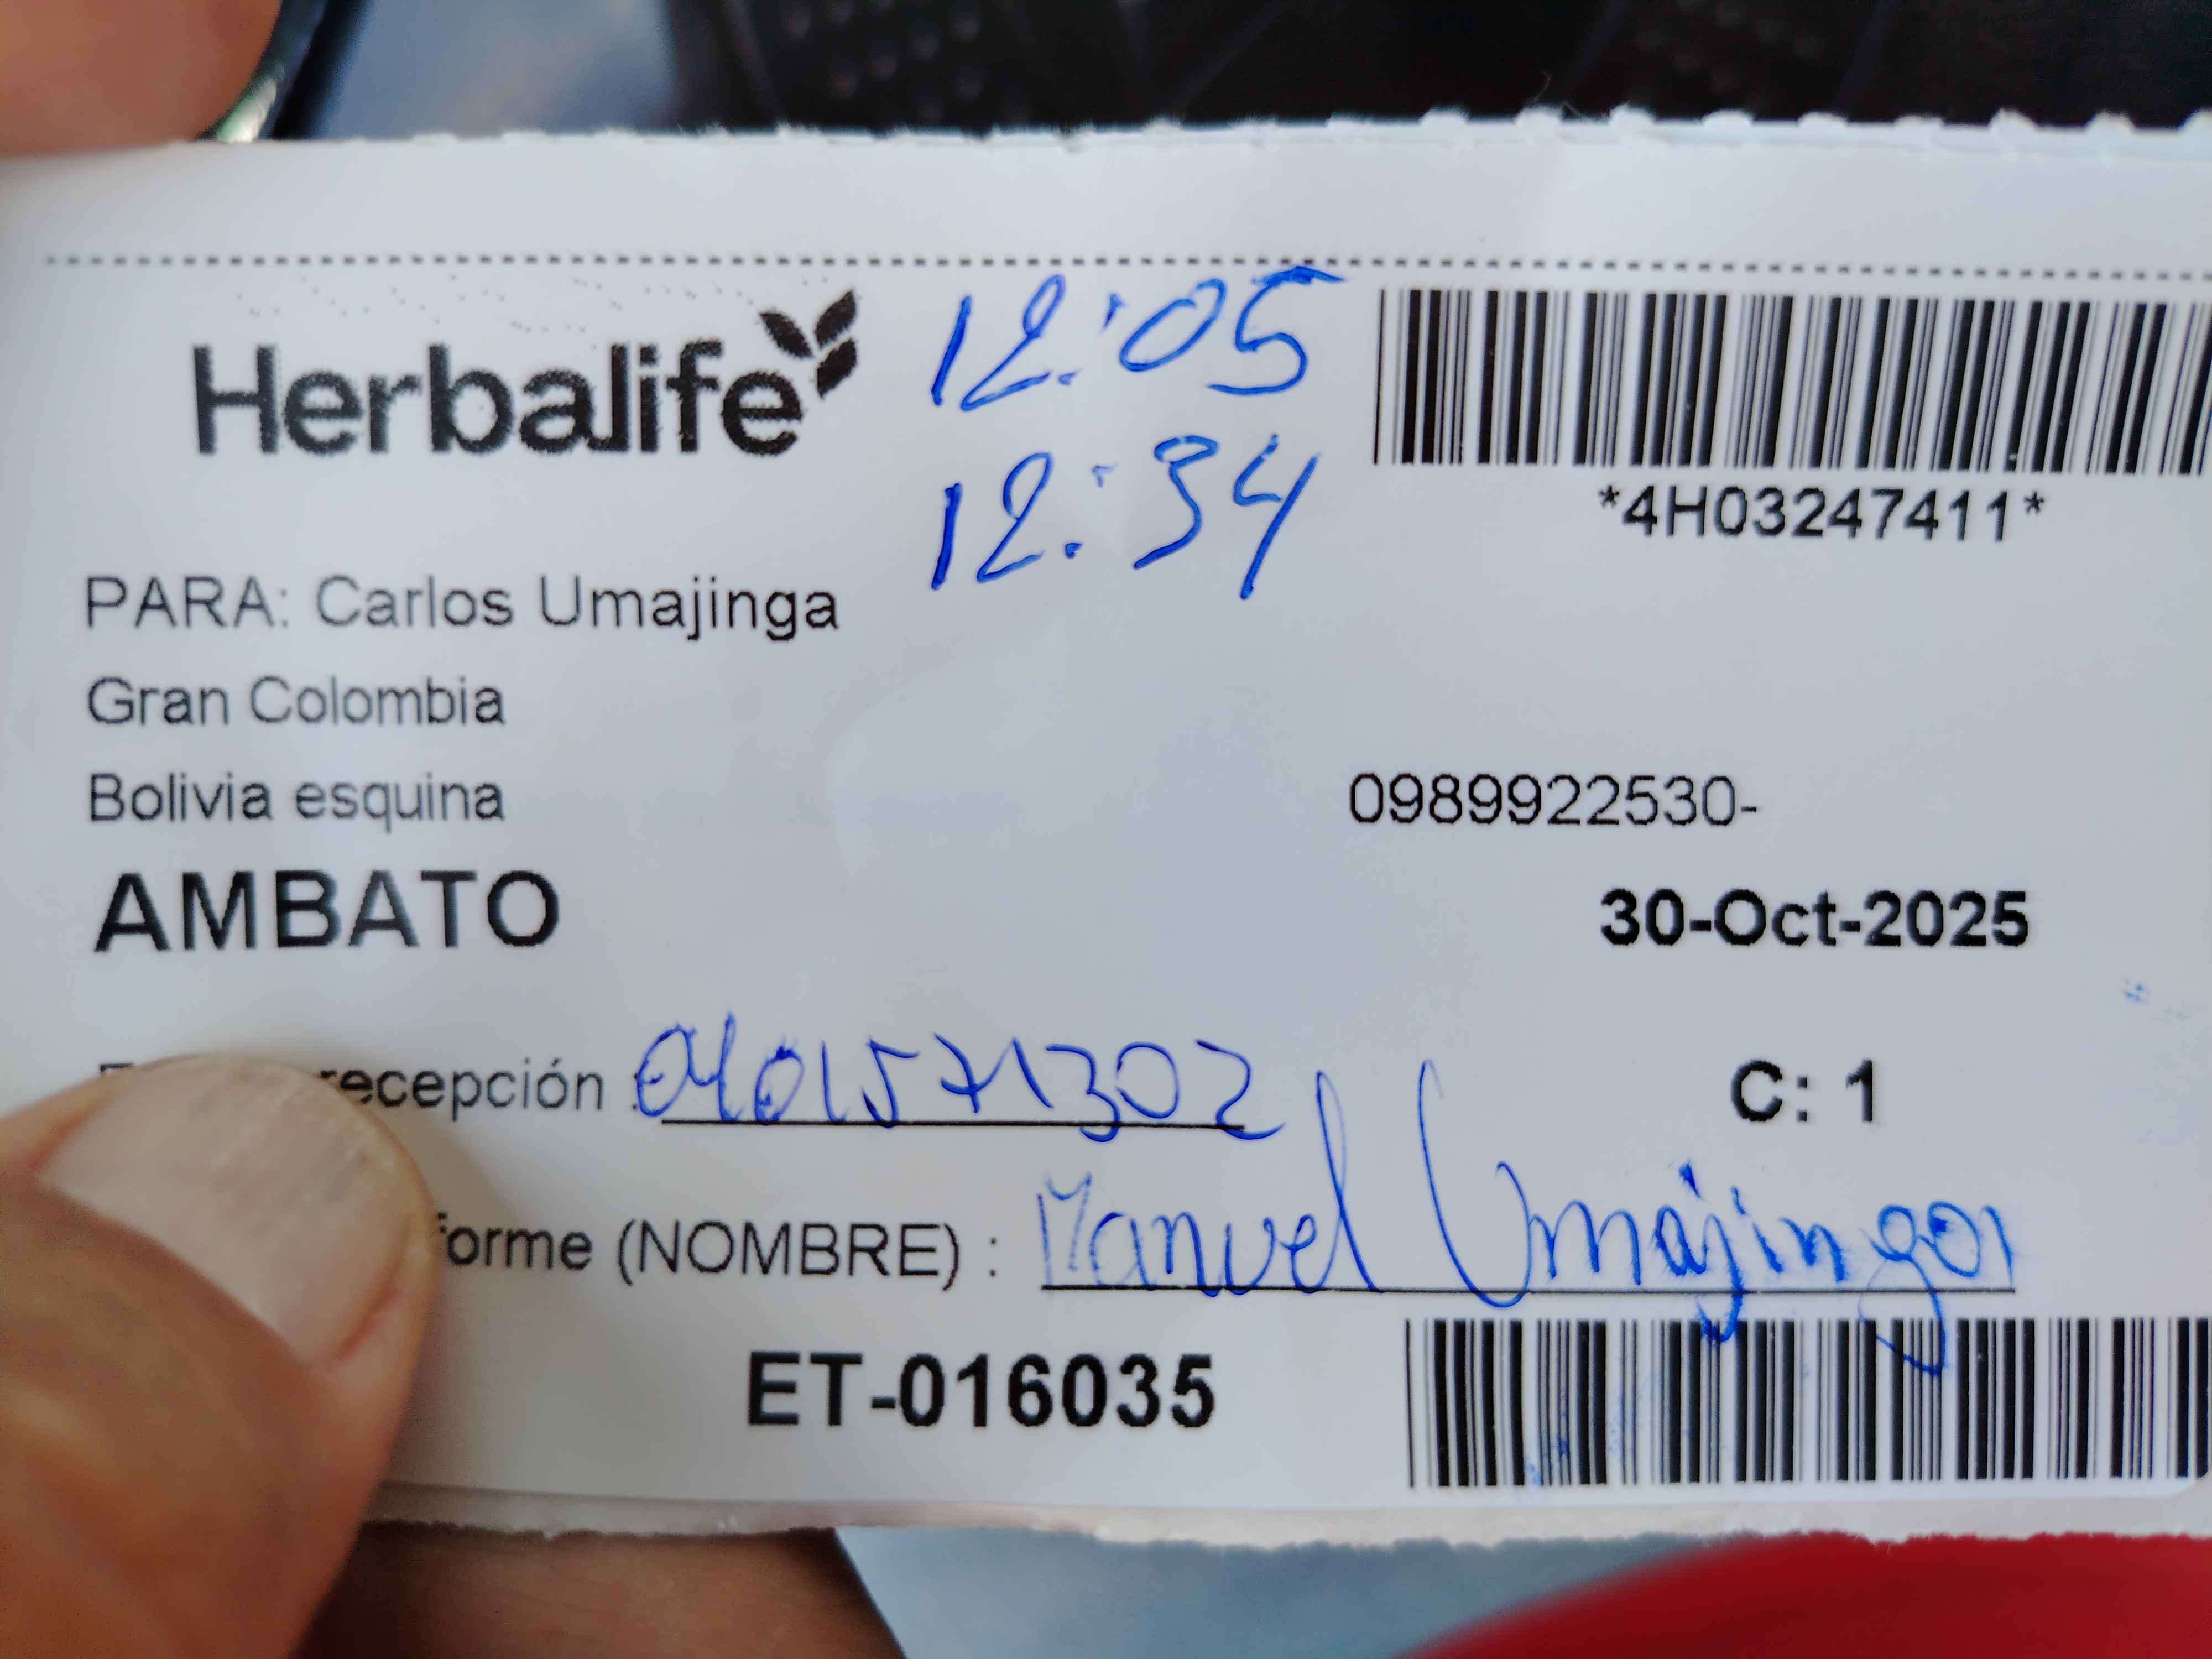 Herbalife
12:05
12:34
*4H03247411*
PARA: Carlos Umajinga
Gran Colombia
Bolivia esquina
0989922530-
AMBATO
30-Oct-2025
recepción : 0401571302
C: 1
forme (NOMBRE) : Manuel Umajinga
ET-016035